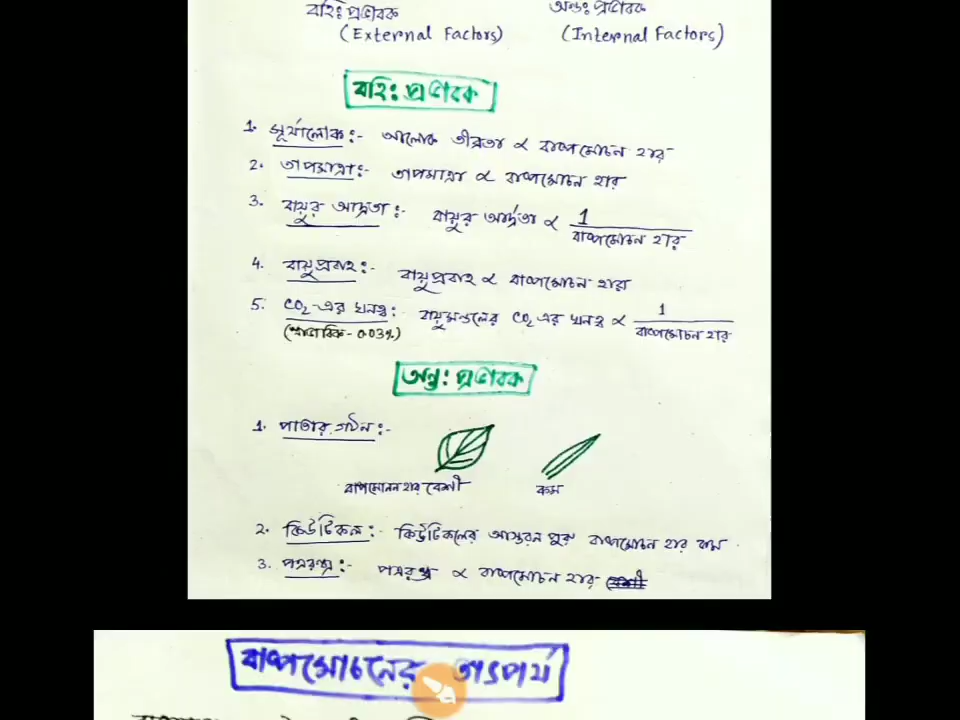 বহিঃপ্রভাবক অন্তঃপ্রভাবক
(External Factors) (Internal Factors)
বহিঃপ্রভাবক
1. সূর্যালোক:- আলোক তীব্রতা ∝ বাষ্পমোচন হার
2. তাপমাত্রা:- তাপমাত্রা ∝ বাষ্পমোচন হার
3. বায়ুর আর্দ্রতা:- বায়ুর আর্দ্রতা ∝ 1
বাষ্পমোচন হার
4. বায়ুপ্রবাহ:- বায়ুপ্রবাহ ∝ বাষ্পমোচন হার
5. CO₂-এর ঘনত্ব: বায়ুমন্ডলের CO₂ এর ঘনত্ব ∝ 1
(স্বাভাবিক - 0.03%) বাষ্পমোচন হার
অন্তঃপ্রভাবক
1. পাতার গঠন:-
বাষ্পমোচন হার বেশী কম
2. কিউটিকল:- কিউটিকলের আস্তরন পুরু বাষ্পমোচন হার কম
3. পত্ররন্ধ্র:- পত্ররন্ধ্র ∝ বাষ্পমোচন হার
বাষ্পমোচনের তাৎপর্য